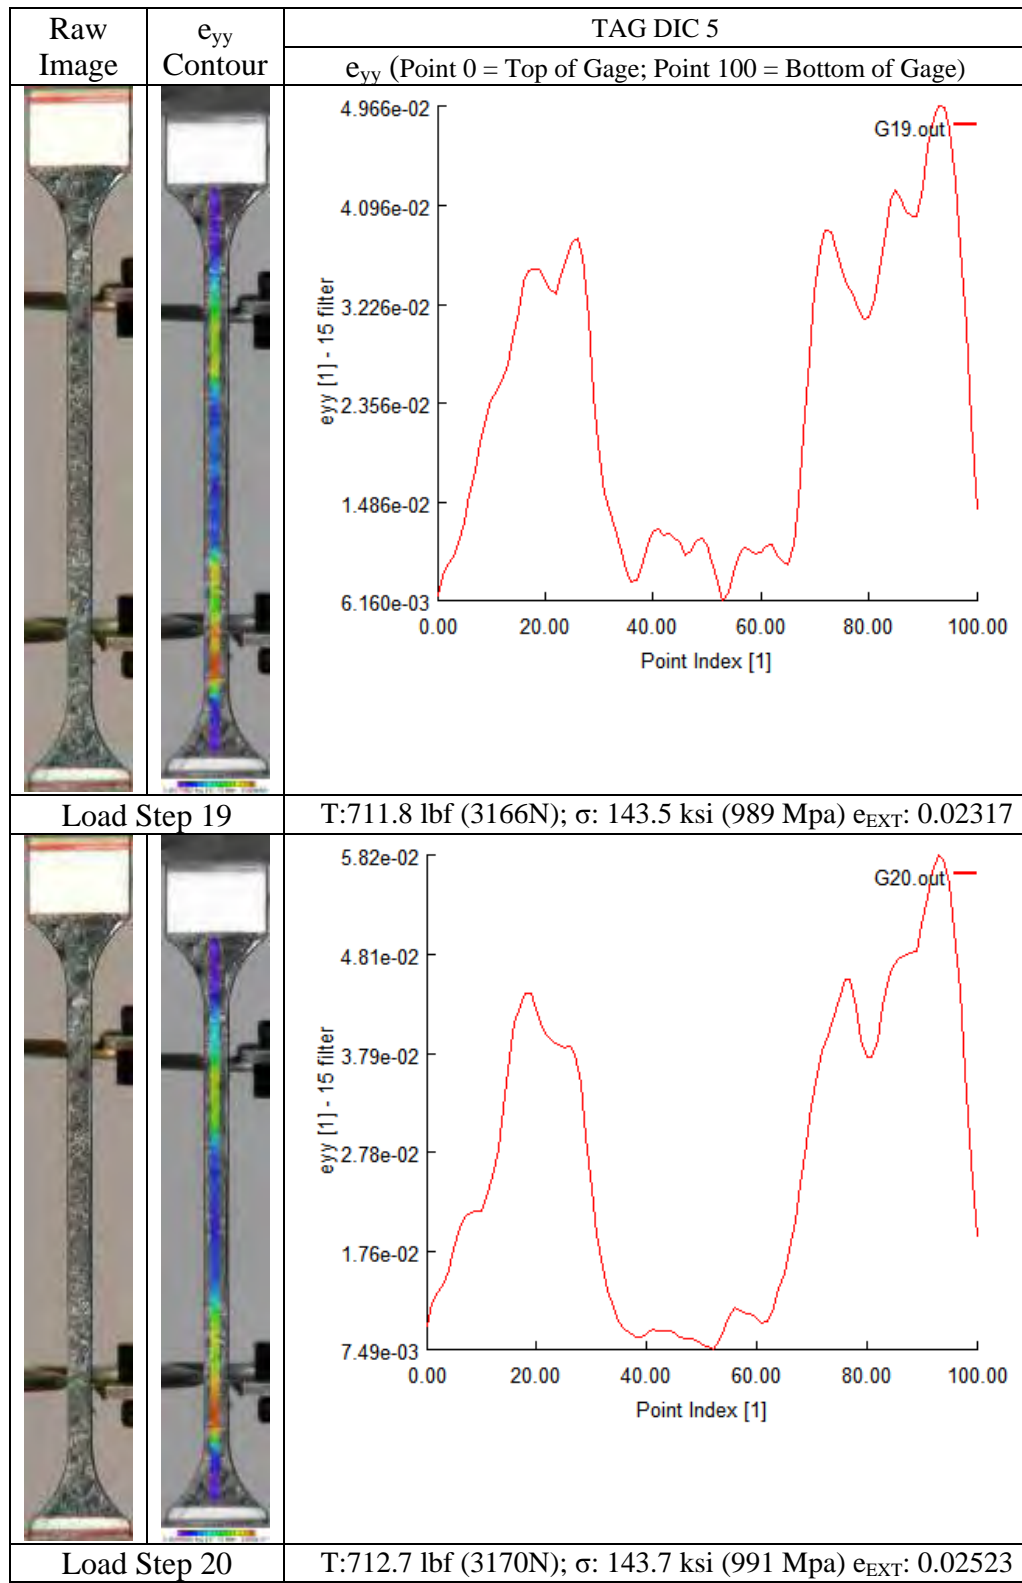 Raw
Image
e_yy
Contour
TAG DIC 5
e_yy (Point 0 = Top of Gage; Point 100 = Bottom of Gage)
4.966e-02
4.096e-02
3.226e-02
2.356e-02
1.486e-02
6.160e-03
eyy [1] - 15 filter
G19.out
0.00 20.00 40.00 60.00 80.00 100.00
Point Index [1]
Load Step 19
T:711.8 lbf (3166N); σ: 143.5 ksi (989 Mpa) e_EXT: 0.02317
5.82e-02
4.81e-02
3.79e-02
2.78e-02
1.76e-02
7.49e-03
eyy [1] - 15 filter
G20.out
0.00 20.00 40.00 60.00 80.00 100.00
Point Index [1]
Load Step 20
T:712.7 lbf (3170N); σ: 143.7 ksi (991 Mpa) e_EXT: 0.02523